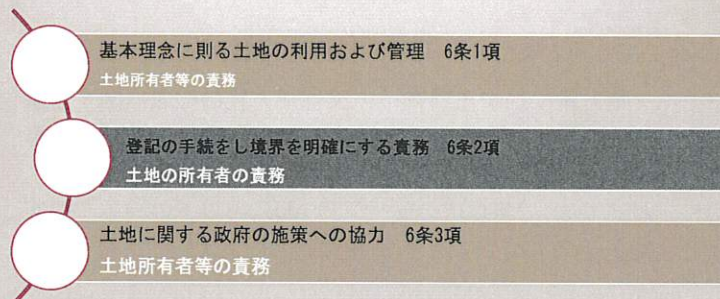 基本理念に則る土地の利用および管理　6条1項
土地所有者等の責務
登記の手続をし境界を明確にする責務　6条2項
土地の所有者の責務
土地に関する政府の施策への協力　6条3項
土地所有者等の責務